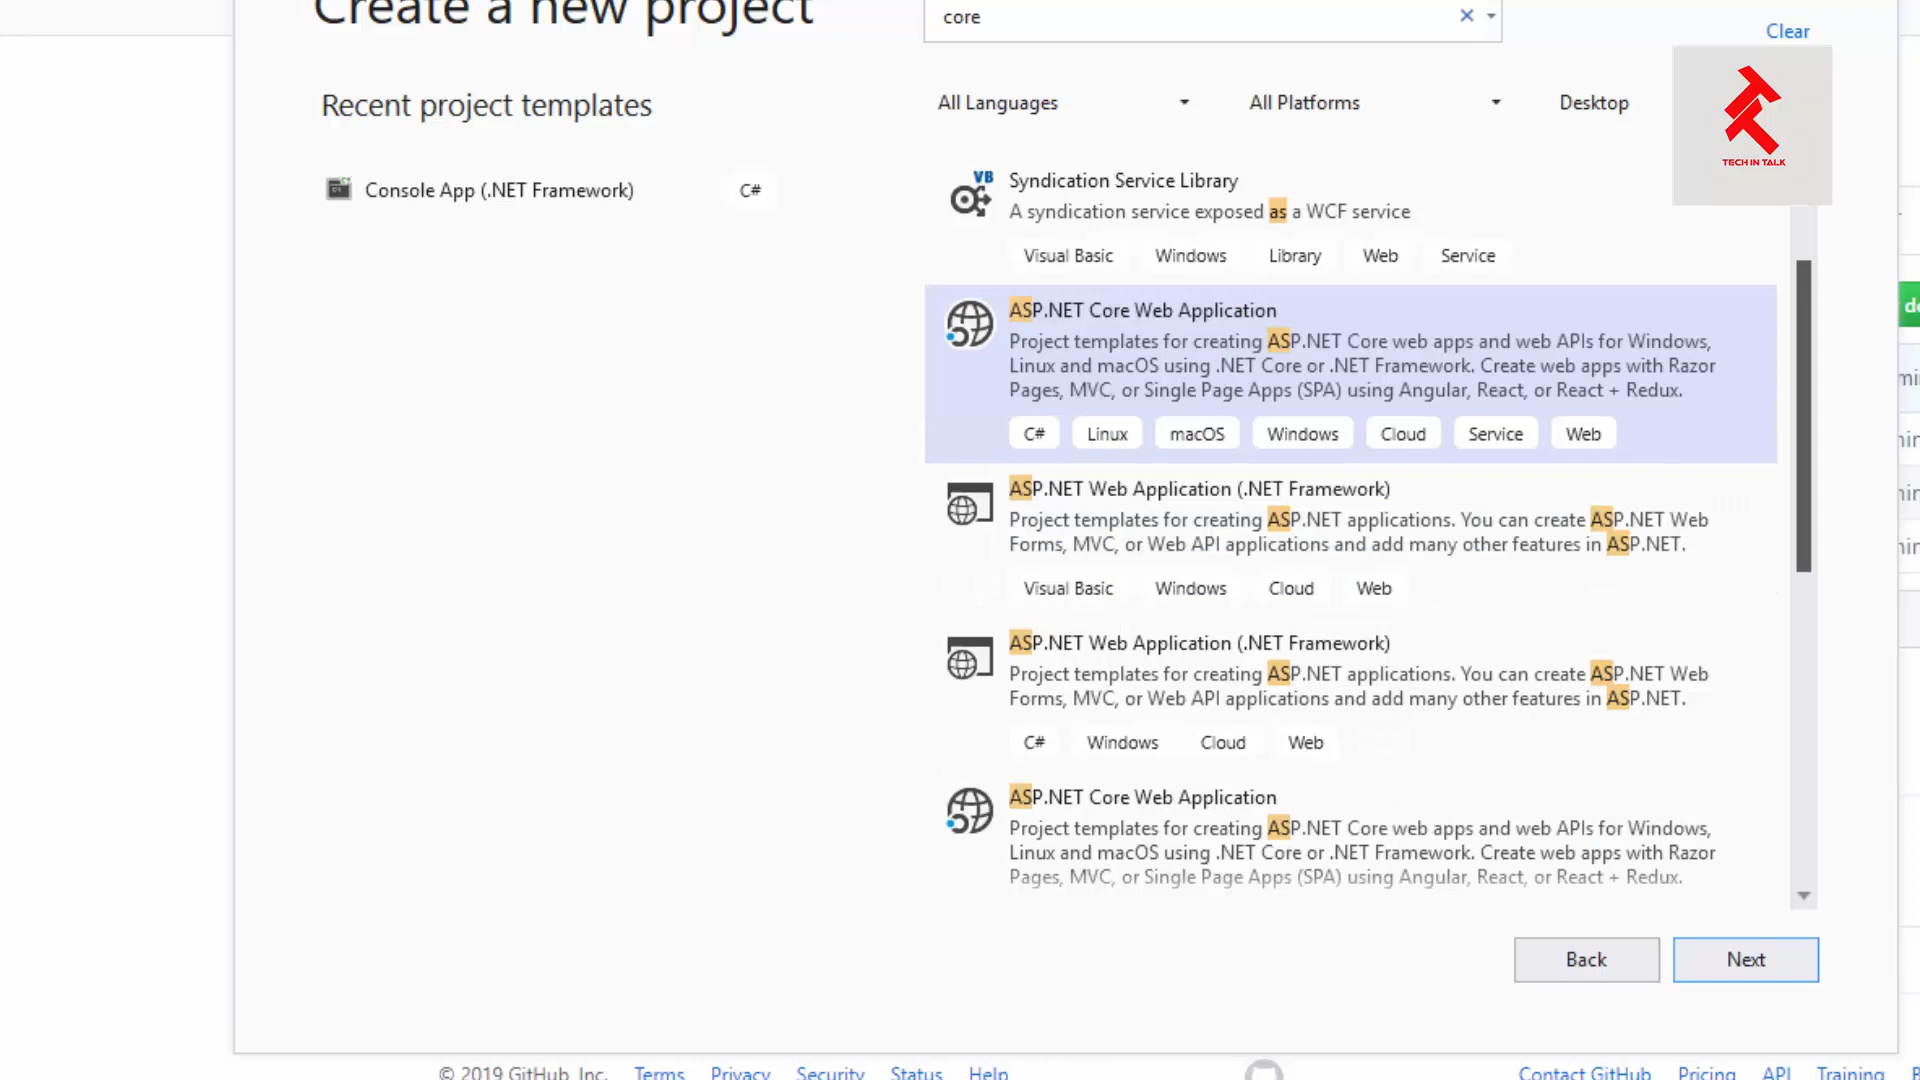 Create a new project
core
Clear
Recent project templates
All Languages
All Platforms
Desktop
TECH IN TALK
Console App (.NET Framework)
C#
VB
Syndication Service Library
A syndication service exposed as a WCF service
Visual Basic
Windows
Library
Web
Service
ASP.NET Core Web Application
Project templates for creating ASP.NET Core web apps and web APIs for Windows,
Linux and macOS using .NET Core or .NET Framework. Create web apps with Razor
Pages, MVC, or Single Page Apps (SPA) using Angular, React, or React + Redux.
C#
Linux
macOS
Windows
Cloud
Service
Web
ASP.NET Web Application (.NET Framework)
Project templates for creating ASP.NET applications. You can create ASP.NET Web
Forms, MVC, or Web API applications and add many other features in ASP.NET.
Visual Basic
Windows
Cloud
Web
ASP.NET Web Application (.NET Framework)
Project templates for creating ASP.NET applications. You can create ASP.NET Web
Forms, MVC, or Web API applications and add many other features in ASP.NET.
C#
Windows
Cloud
Web
ASP.NET Core Web Application
Project templates for creating ASP.NET Core web apps and web APIs for Windows,
Linux and macOS using .NET Core or .NET Framework. Create web apps with Razor
Pages, MVC, or Single Page Apps (SPA) using Angular, React, or React + Redux.
Back
Next
© 2019 GitHub, Inc.
Terms
Privacy
Security
Status
Help
Contact GitHub
Pricing
API
Training